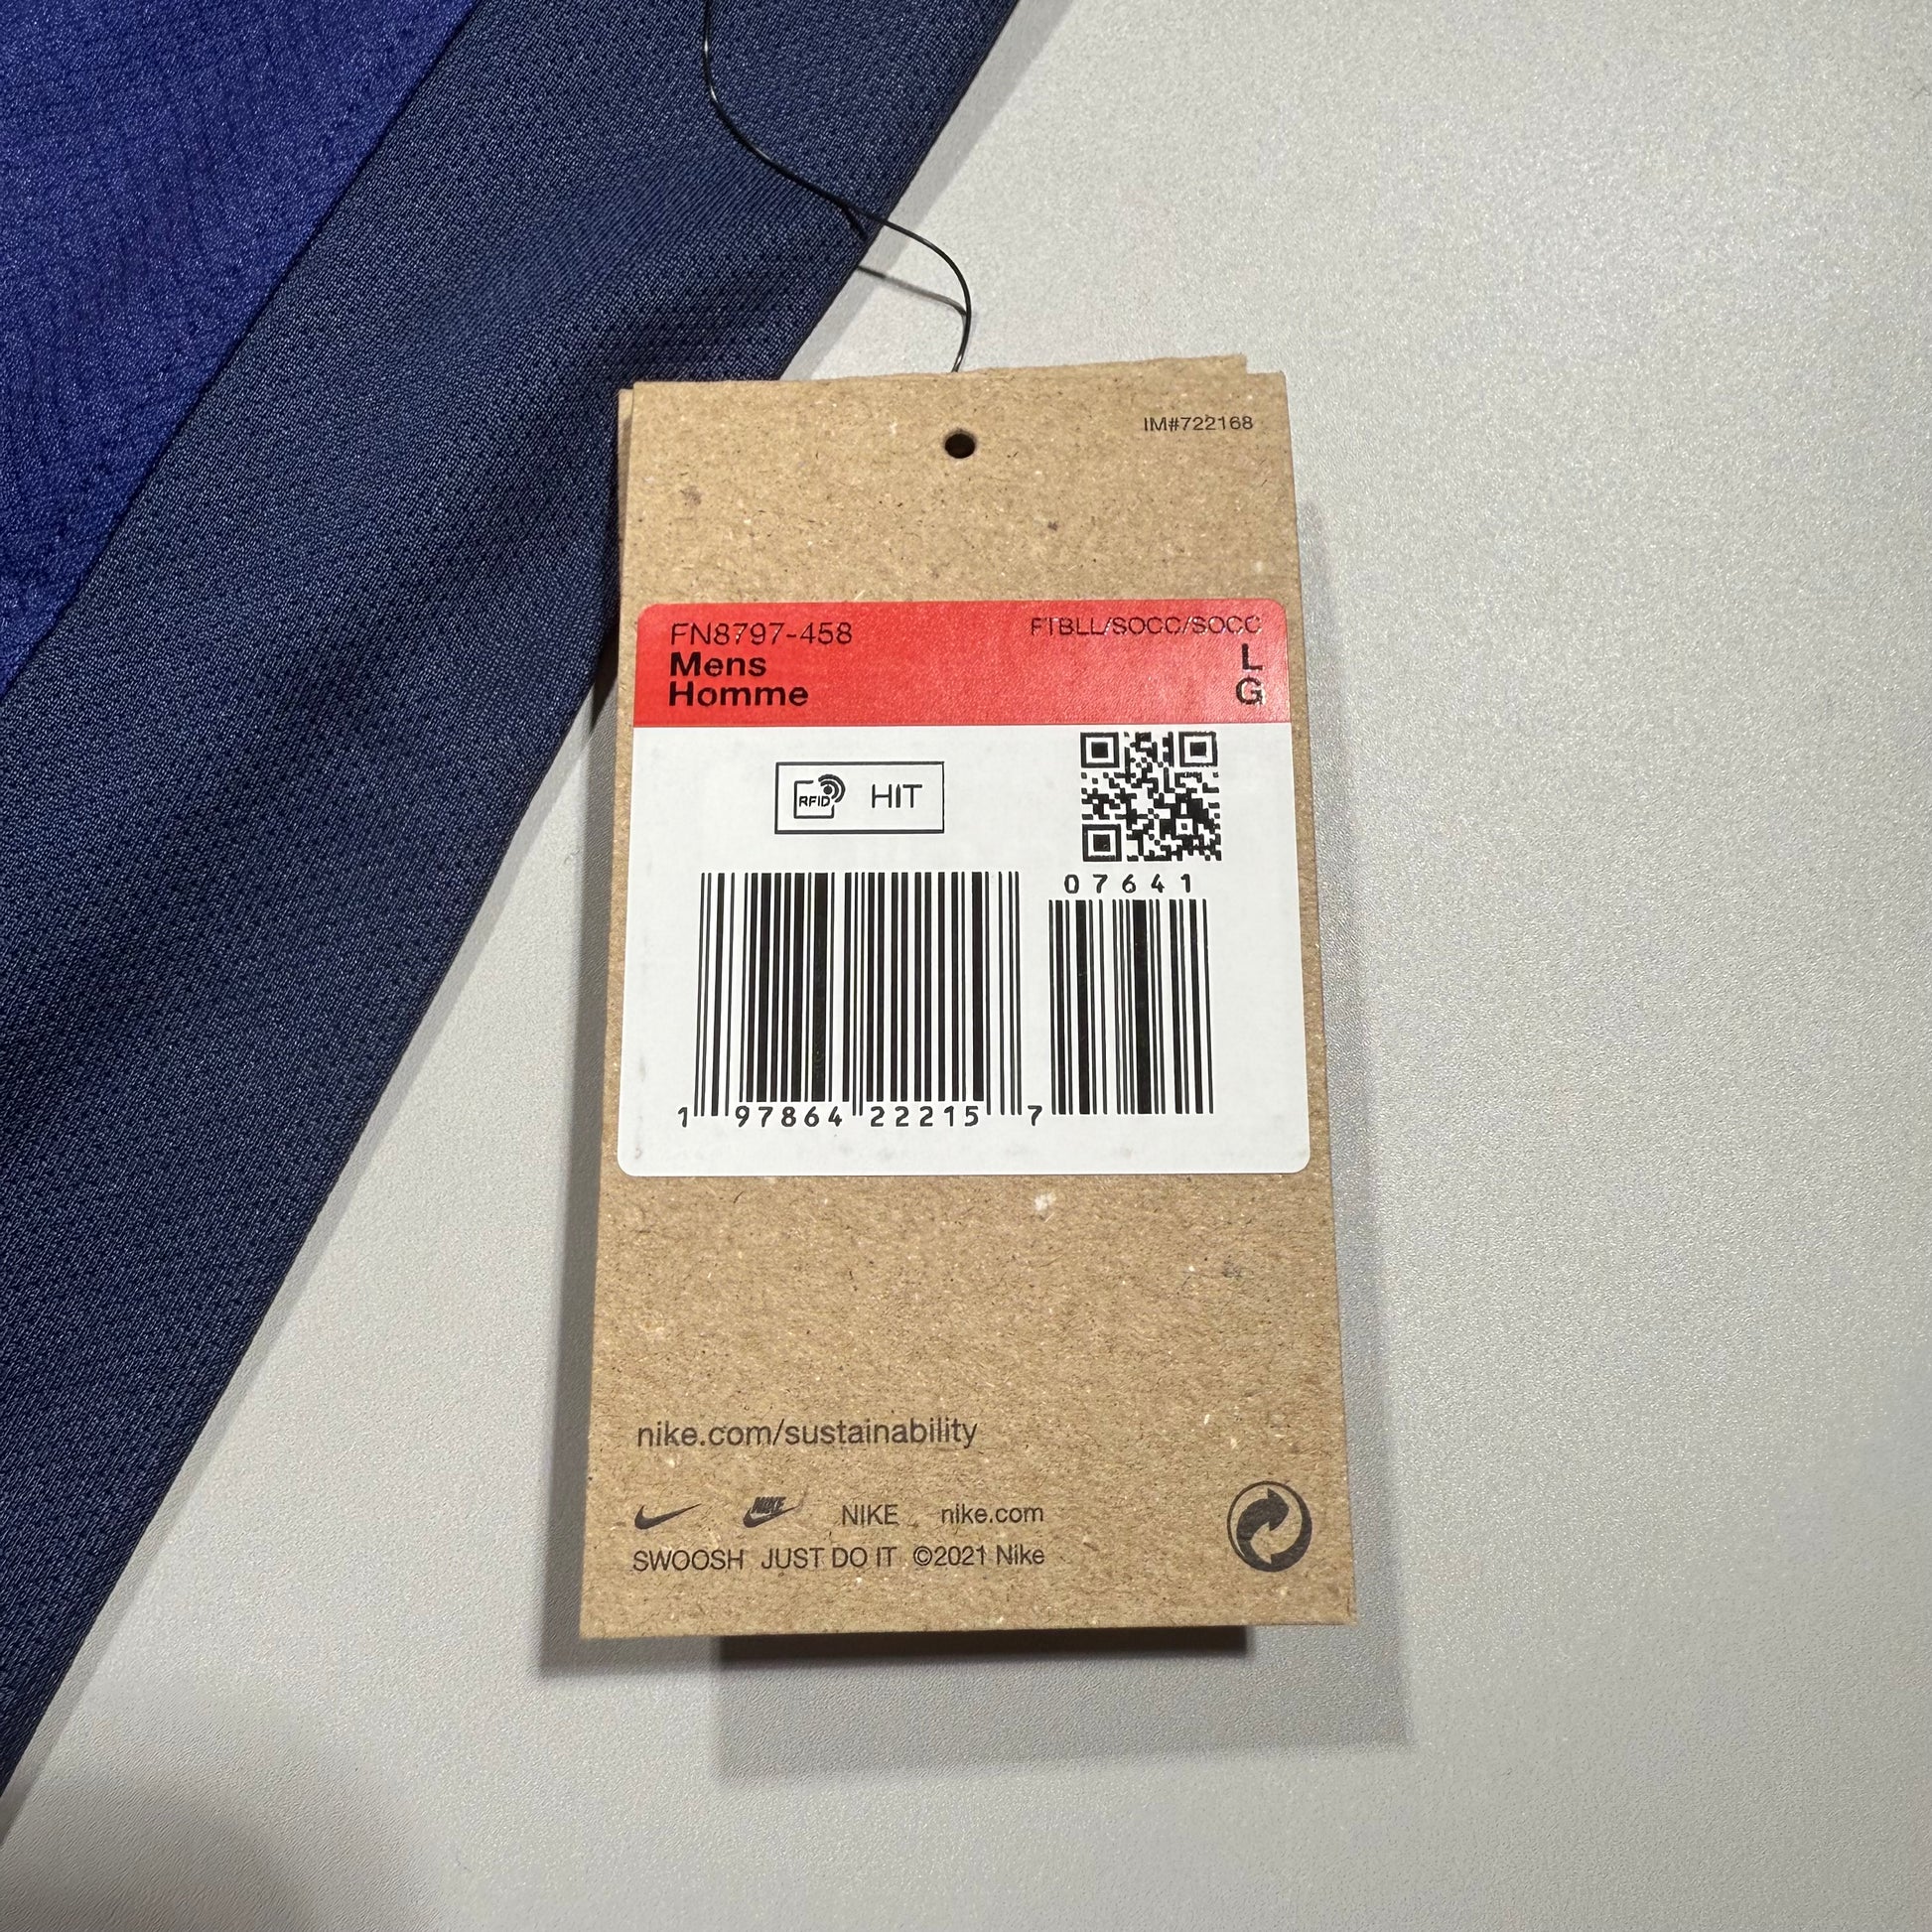 IM#722168
FN8797-458 FTBLL/SOCC/SOCC
Mens L
Homme G
RFID HIT
07641
1 97864 22215 7
nike.com/sustainability
NIKE NIKE nike.com
SWOOSH JUST DO IT ©2021 Nike